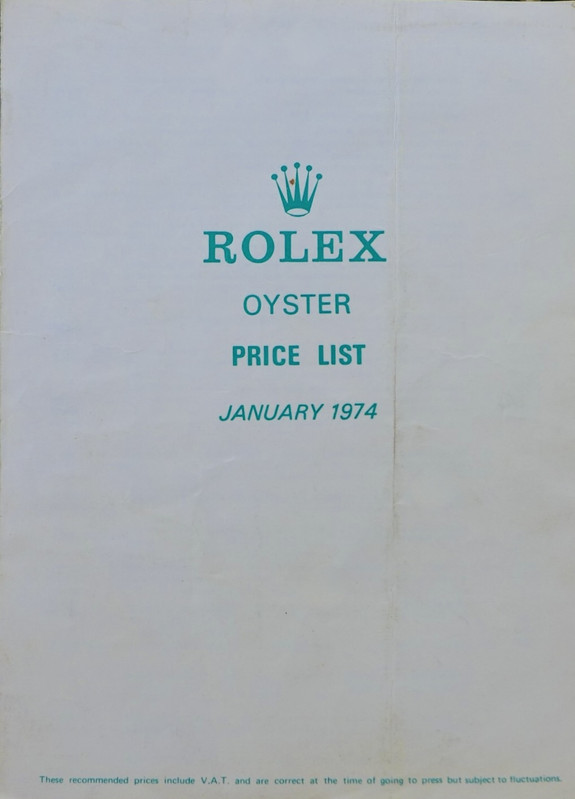 ROLEX
OYSTER
PRICE LIST
JANUARY 1974
These recommended prices include V.A.T. and are correct at the time of going to press but subject to fluctuations.